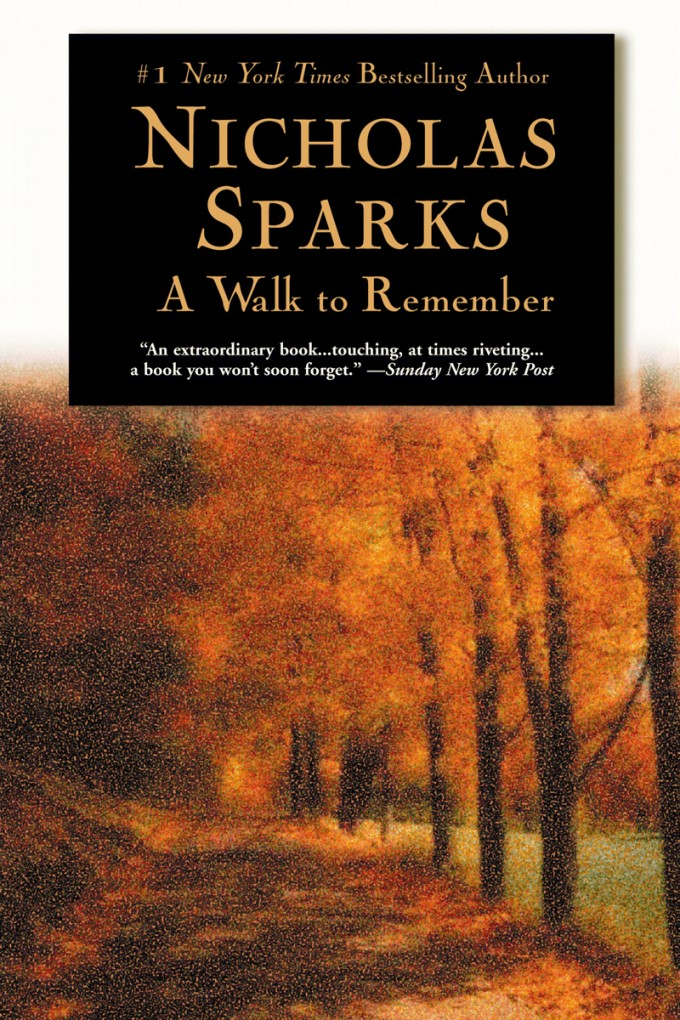 #1 New York Times Bestselling Author
NICHOLAS
SPARKS
A Walk to Remember
“An extraordinary book...touching, at times riveting...
a book you won’t soon forget.” —Sunday New York Post